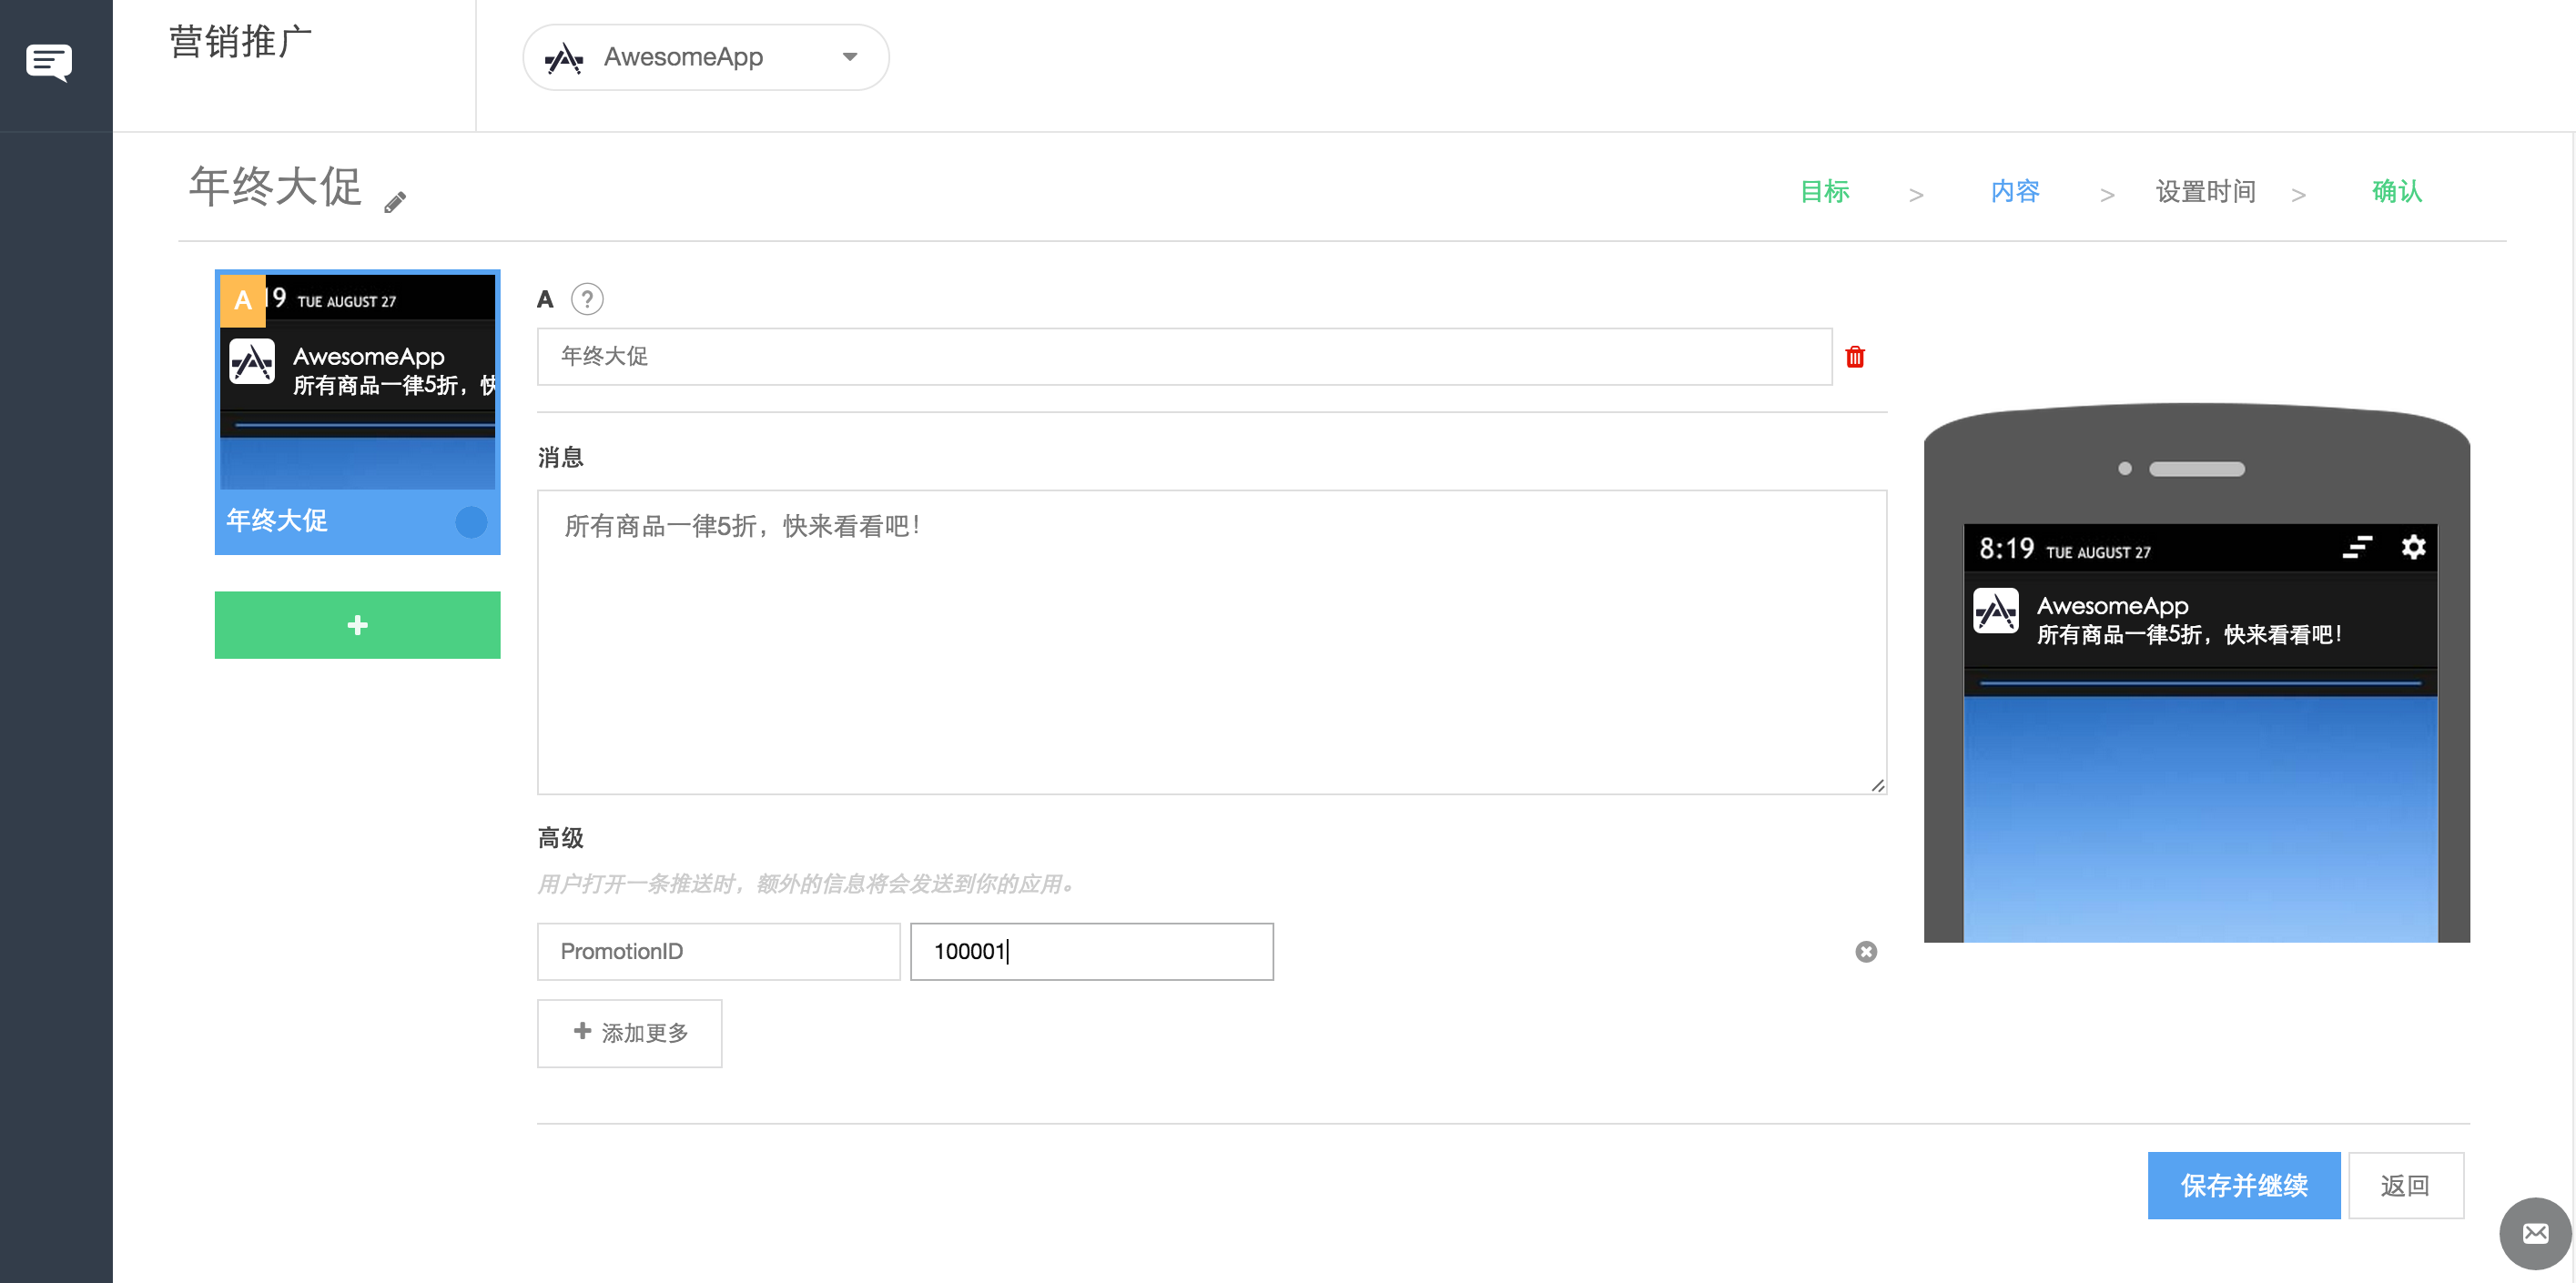 营销推广
AwesomeApp
年终大促
目标 > 内容 > 设置时间 > 确认
A 19 TUE AUGUST 27
AwesomeApp
所有商品一律5折，快
年终大促
+
A ?
年终大促
消息
所有商品一律5折，快来看看吧！
高级
用户打开一条推送时，额外的信息将会发送到你的应用。
PromotionID 100001
+ 添加更多
8:19 TUE AUGUST 27
AwesomeApp
所有商品一律5折，快来看看吧！
保存并继续 返回